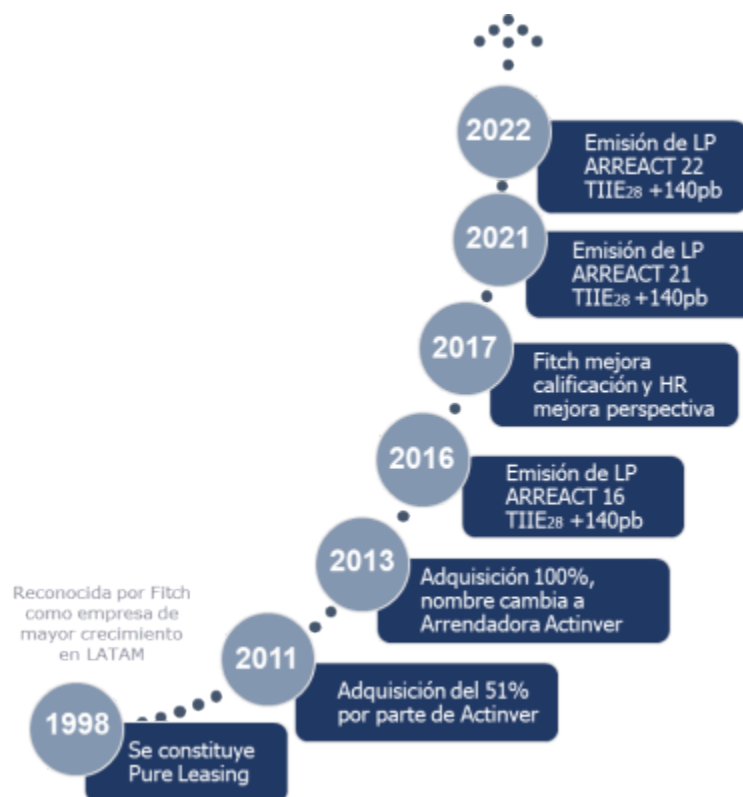 2022
Emisión de LP
ARREACT 22
TIIE28 +140pb
2021
Emisión de LP
ARREACT 21
TIIE28 +140pb
2017
Fitch mejora
calificación y HR
mejora perspectiva
2016
Emisión de LP
ARREACT 16
TIIE28 +140pb
2013
Adquisición 100%,
nombre cambia a
Arrendadora Actinver
Reconocida por Fitch
como empresa de
mayor crecimiento
en LATAM
2011
Adquisición del 51%
por parte de Actinver
1998
Se constituye
Pure Leasing